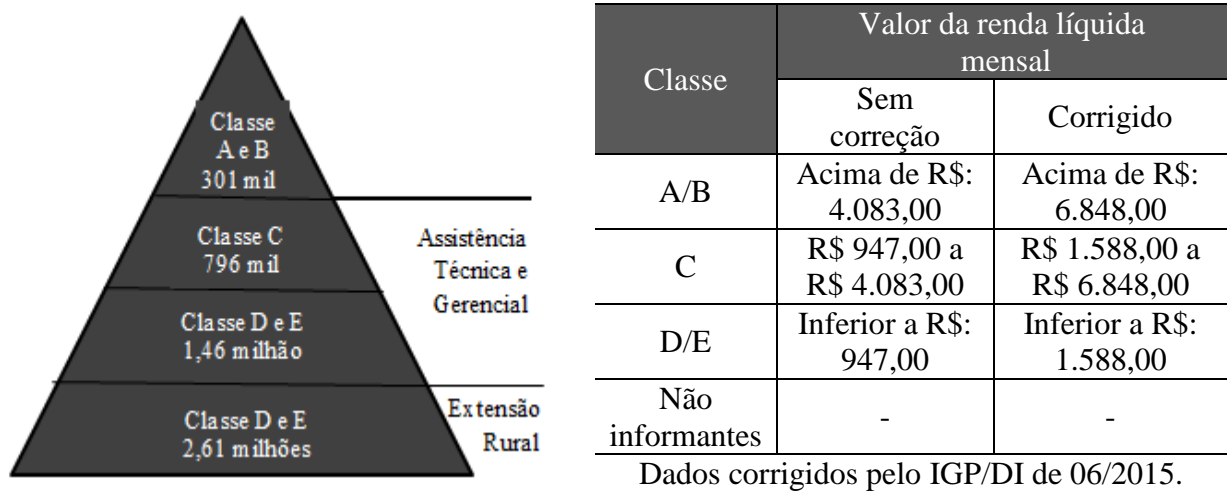 Classe
A e B
301 mil
Classe C
796 mil
Classe D e E
1,46 milhão
Classe D e E
2,61 milhões
Assistência
Técnica e
Gerencial
Extensão
Rural
Classe
Valor da renda líquida
mensal
Sem
correção
Corrigido
A/B
Acima de R$:
4.083,00
Acima de R$:
6.848,00
C
R$ 947,00 a
R$ 4.083,00
R$ 1.588,00 a
R$ 6.848,00
D/E
Inferior a R$:
947,00
Inferior a R$:
1.588,00
Não
informantes
-
-
Dados corrigidos pelo IGP/DI de 06/2015.